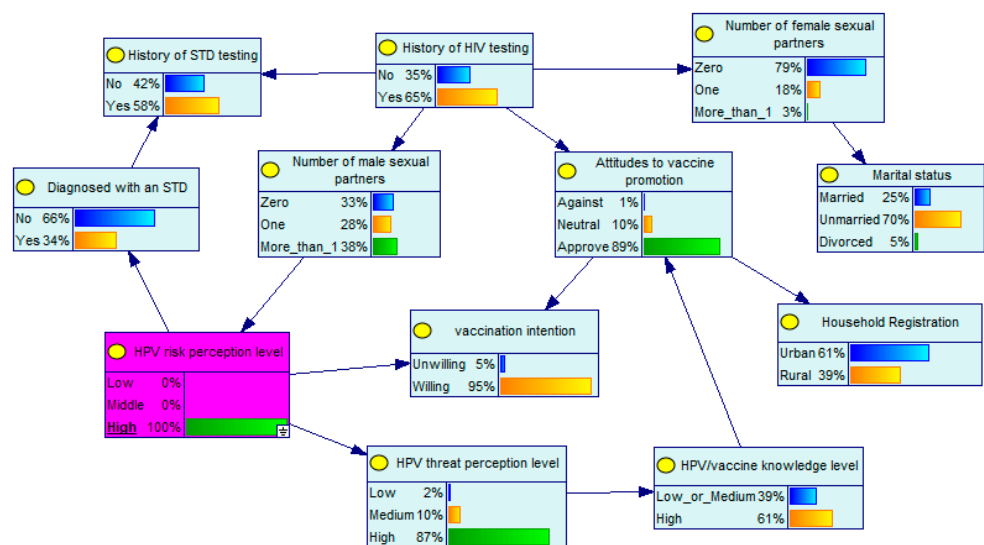 History of STD testing
No 42%
Yes 58%
History of HIV testing
No 35%
Yes 65%
Number of female sexual
partners
Zero 79%
One 18%
More_than_1 3%
Diagnosed with an STD
No 66%
Yes 34%
Number of male sexual
partners
Zero 33%
One 28%
More_than_1 38%
Attitudes to vaccine
promotion
Against 1%
Neutral 10%
Approve 89%
Marital status
Married 25%
Unmarried 70%
Divorced 5%
HPV risk perception level
Low 0%
Middle 0%
High 100%
vaccination intention
Unwilling 5%
Willing 95%
Household Registration
Urban 61%
Rural 39%
HPV threat perception level
Low 2%
Medium 10%
High 87%
HPV/vaccine knowledge level
Low_or_Medium 39%
High 61%